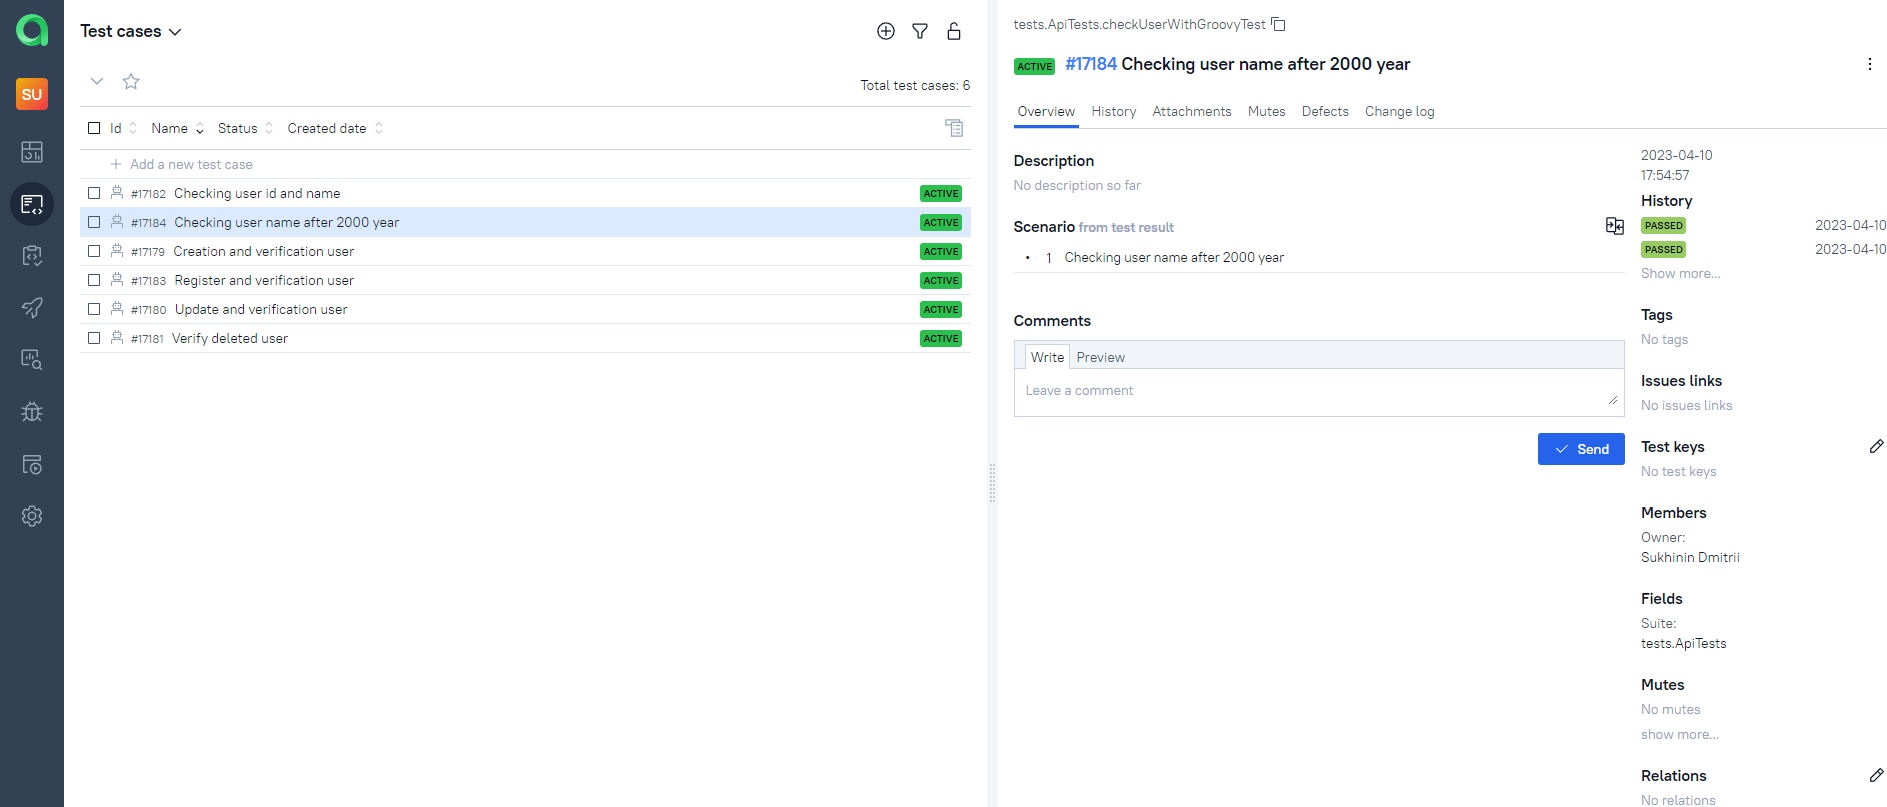 SU
Test cases
Total test cases: 6
Id Name Status Created date
Add a new test case
#17182 Checking user id and name ACTIVE
#17184 Checking user name after 2000 year ACTIVE
#17179 Creation and verification user ACTIVE
#17183 Register and verification user ACTIVE
#17180 Update and verification user ACTIVE
#17181 Verify deleted user ACTIVE
tests.ApiTests.checkUserWithGroovyTest
ACTIVE #17184 Checking user name after 2000 year
Overview History Attachments Mutes Defects Change log
Description
No description so far
Scenario from test result
• 1 Checking user name after 2000 year
Comments
Write Preview
Leave a comment
Send
2023-04-10
17:54:57
History
PASSED 2023-04-10
PASSED 2023-04-10
Show more...
Tags
No tags
Issues links
No issues links
Test keys
No test keys
Members
Owner:
Sukhinin Dmitrii
Fields
Suite:
tests.ApiTests
Mutes
No mutes
show more...
Relations
No relations